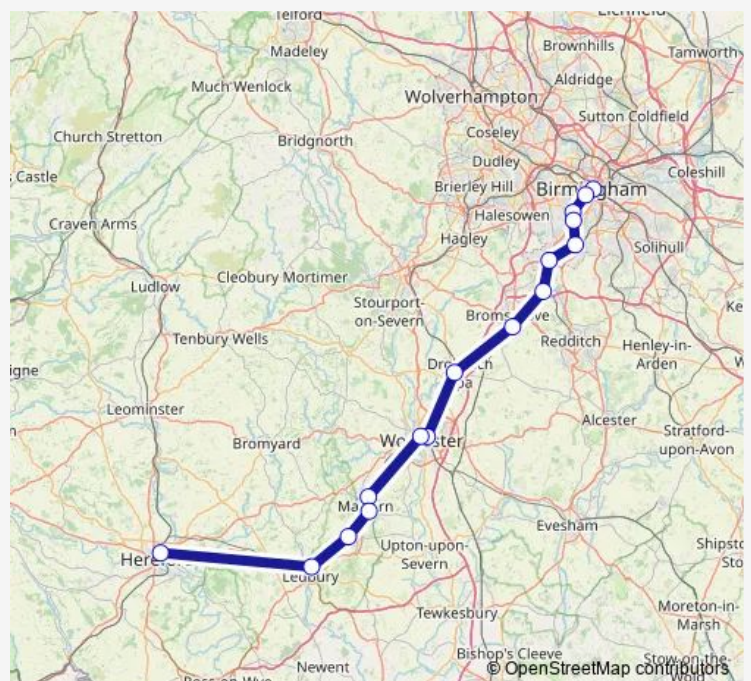 Telford
Madeley
Brownhills
Tamworth
Much Wenlock
Aldridge
Wolverhampton
Sutton Coldfield
Church Stretton
Coseley
Bridgnorth
Dudley
Coleshill
Castle
Brierley Hill
Halesowen
Craven Arms
Hagley
Solihull
Cleobury Mortimer
Ludlow
Stourport-
on-Severn
Tenbury Wells
Redditch
Henley-in-
Arden
Leominster
Alcester
Stratford-
upon-Avon
Bromyard
Evesham
Upton-upon-
Severn
Ledbury
Tewkesbury
Moreton-in-
Marsh
Bishop's Cleeve
Newent
© OpenStreetMap contributors